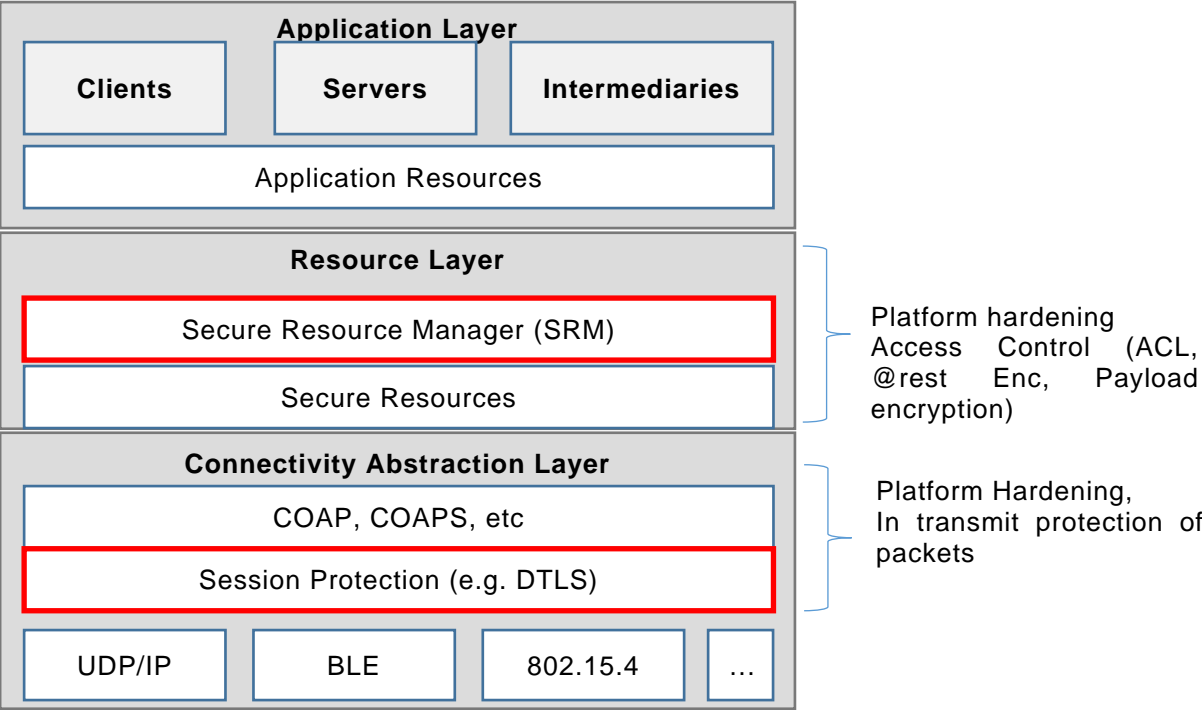 Application Layer
Clients
Servers
Intermediaries
Application Resources
Resource Layer
Secure Resource Manager (SRM)
Secure Resources
Platform hardening
Access Control (ACL,
@rest Enc, Payload
encryption)
Connectivity Abstraction Layer
COAP, COAPS, etc
Session Protection (e.g. DTLS)
Platform Hardening,
In transmit protection of
packets
UDP/IP
BLE
802.15.4
...